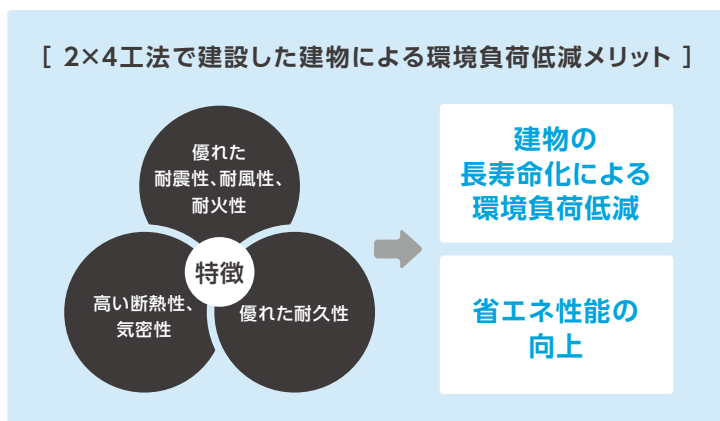 [ 2×4工法で建設した建物による環境負荷低減メリット ]
優れた
耐震性、耐風性、
耐火性
特徴
高い断熱性、
気密性
優れた耐久性
建物の
長寿命化による
環境負荷低減
省エネ性能の
向上